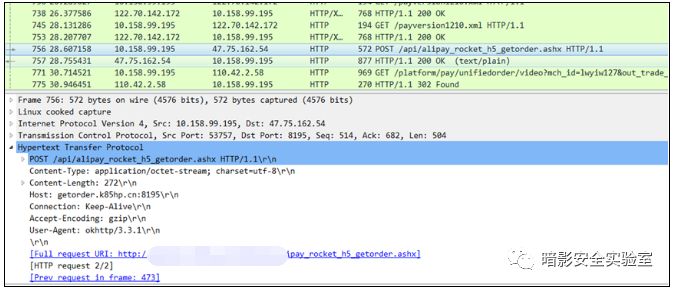 738 26.377586 122.70.142.172 10.158.99.195 HTTP/X… 768 HTTP/1.1 200 OK
745 28.131286 10.158.99.195 122.70.142.172 HTTP 194 GET /payversion1210.xml HTTP/1.1
753 28.207707 122.70.142.172 10.158.99.195 HTTP/X… 768 HTTP/1.1 200 OK
756 28.607158 10.158.99.195 47.75.162.54 HTTP 572 POST /api/alipay_rocket_h5_getorder.ashx HTTP/1.1
757 28.755431 47.75.162.54 10.158.99.195 HTTP 877 HTTP/1.1 200 OK (text/plain)
771 30.714521 10.158.99.195 110.42.2.58 HTTP 969 GET /platform/pay/unifiedorder/video?mch_id=lwyiw127&out_trade_
775 30.946451 110.42.2.58 10.158.99.195 HTTP 270 HTTP/1.1 302 Found
Frame 756: 572 bytes on wire (4576 bits), 572 bytes captured (4576 bits)
Linux cooked capture
Internet Protocol Version 4, Src: 10.158.99.195, Dst: 47.75.162.54
Transmission Control Protocol, Src Port: 53757, Dst Port: 8195, Seq: 514, Ack: 682, Len: 504
Hypertext Transfer Protocol
POST /api/alipay_rocket_h5_getorder.ashx HTTP/1.1\r\n
Content-Type: application/octet-stream; charset=utf-8\r\n
Content-Length: 272\r\n
Host: getorder.k85hp.cn:8195\r\n
Connection: Keep-Alive\r\n
Accept-Encoding: gzip\r\n
User-Agent: okhttp/3.3.1\r\n
\r\n
[Full request URI: http: pay_rocket_h5_getorder.ashx]
[HTTP request 2/2]
[Prev request in frame: 473]
暗影安全实验室